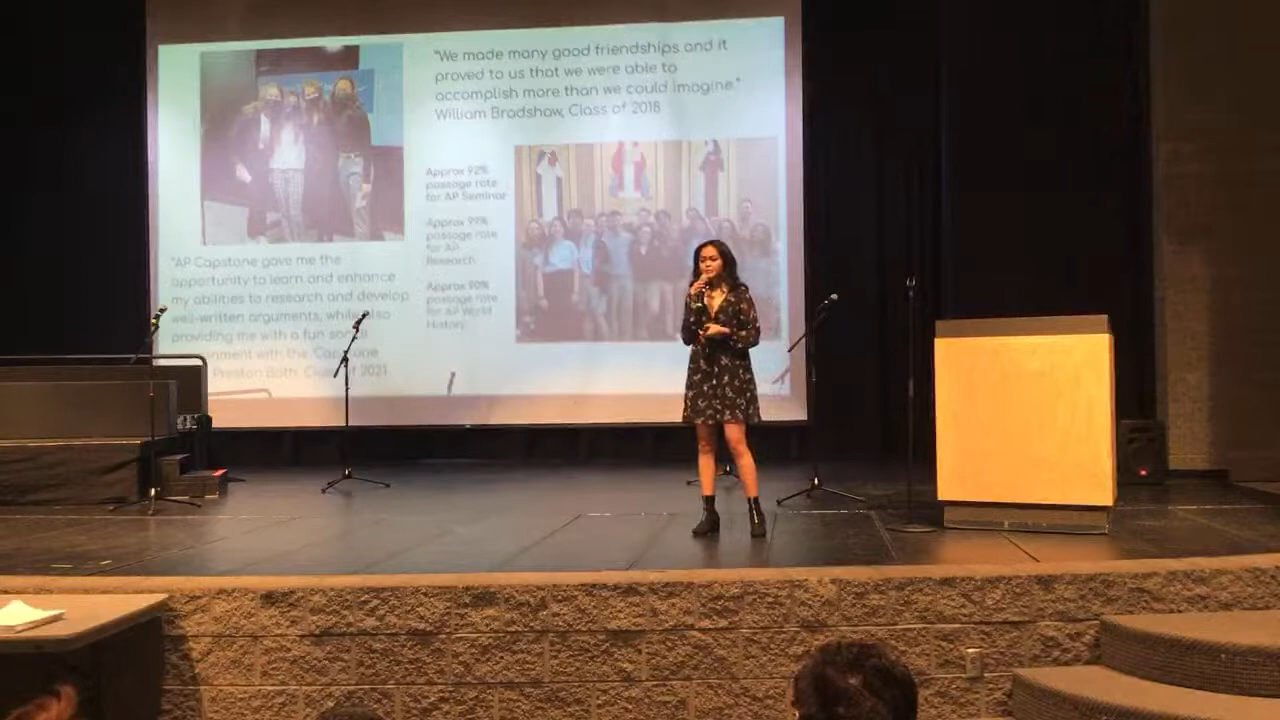 "We made many good friendships and it
proved to us that we were able to
accomplish more than we could imagine."
William Bradshaw, Class of 2018
Approx 92%
passage rate
for AP Seminar
Approx 99%
passage rate
for AP
Research
Approx 90%
passage rate
for AP World
History
"AP Capstone gave me the
opportunity to learn and enhance
my abilities to research and develop
well-written arguments, while also
providing me with a fun social
with the
Preston Class of 2021